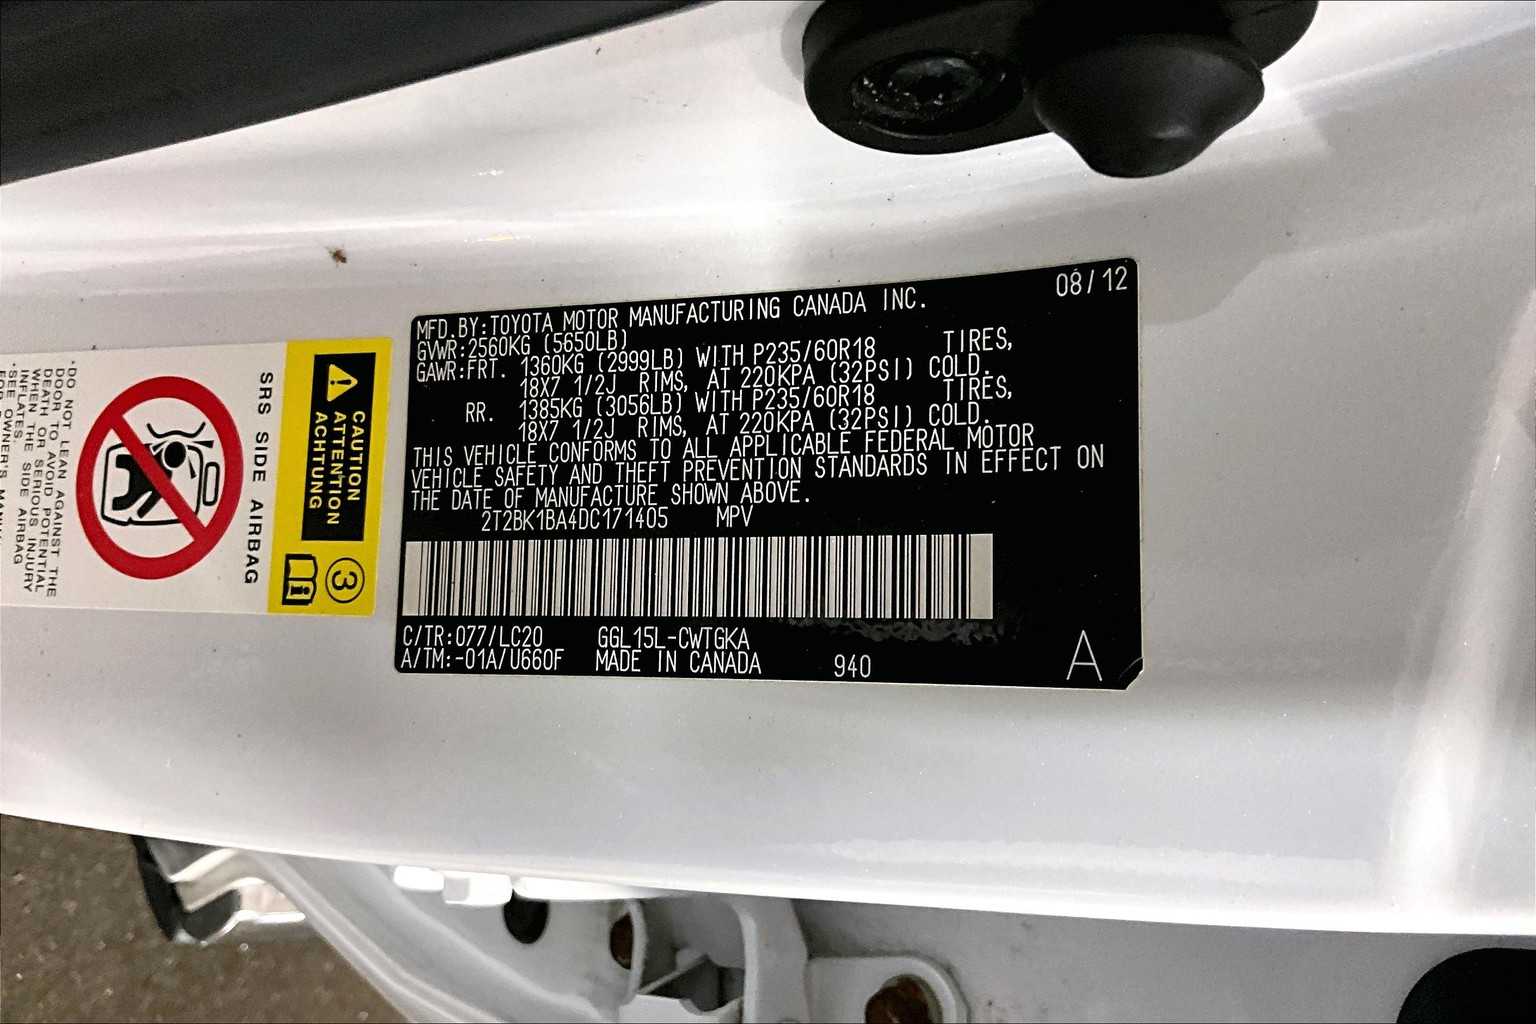 08/12
MFD.BY:TOYOTA MOTOR MANUFACTURING CANADA INC.
GVWR:2560KG (5650LB)
GAWR:FRT. 1360KG (2999LB) WITH P235/60R18 TIRES,
18X7 1/2J RIMS, AT 220KPA (32PSI) COLD.
RR. 1385KG (3056LB) WITH P235/60R18 TIRES,
18X7 1/2J RIMS, AT 220KPA (32PSI) COLD.
THIS VEHICLE CONFORMS TO ALL APPLICABLE FEDERAL MOTOR
VEHICLE SAFETY AND THEFT PREVENTION STANDARDS IN EFFECT ON
THE DATE OF MANUFACTURE SHOWN ABOVE.
2T2BK1BA4DC171405 MPV
C/TR:077/LC20 GGL15L-CWTGKA
A/TM:-01A/U660F MADE IN CANADA 940 A
CAUTION
ATTENTION
ACHTUNG
3
SRS SIDE AIRBAG
•DO NOT LEAN AGAINST THE
DOOR TO AVOID POTENTIAL
DEATH OR SERIOUS INJURY
WHEN THE SIDE AIRBAG
INFLATES.
•SEE OWNER'S